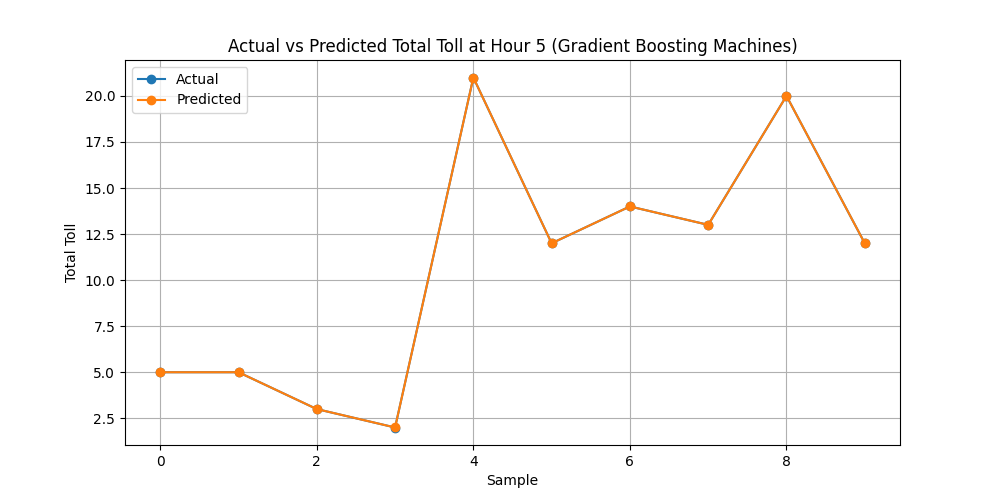 Actual vs Predicted Total Toll at Hour 5 (Gradient Boosting Machines)
Actual
Predicted
20.0
17.5
15.0
12.5
10.0
7.5
5.0
2.5
Total Toll
0 2 4 6 8
Sample